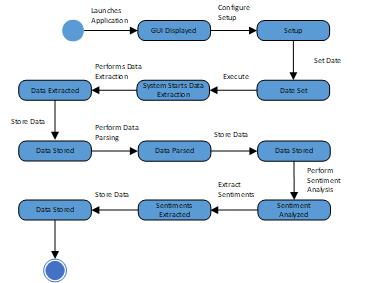 Launches
Application
GUI Displayed
Configure
Setup
Setup
Set Date
Date Set
Execute
System Starts Data
Extraction
Performs Data
Extraction
Data Extracted
Store Data
Data Stored
Perform Data
Parsing
Data Parsed
Store Data
Data Stored
Perform
Sentiment
Analysis
Sentiment
Analyzed
Extract
Sentiments
Sentiments
Extracted
Store Data
Data Stored